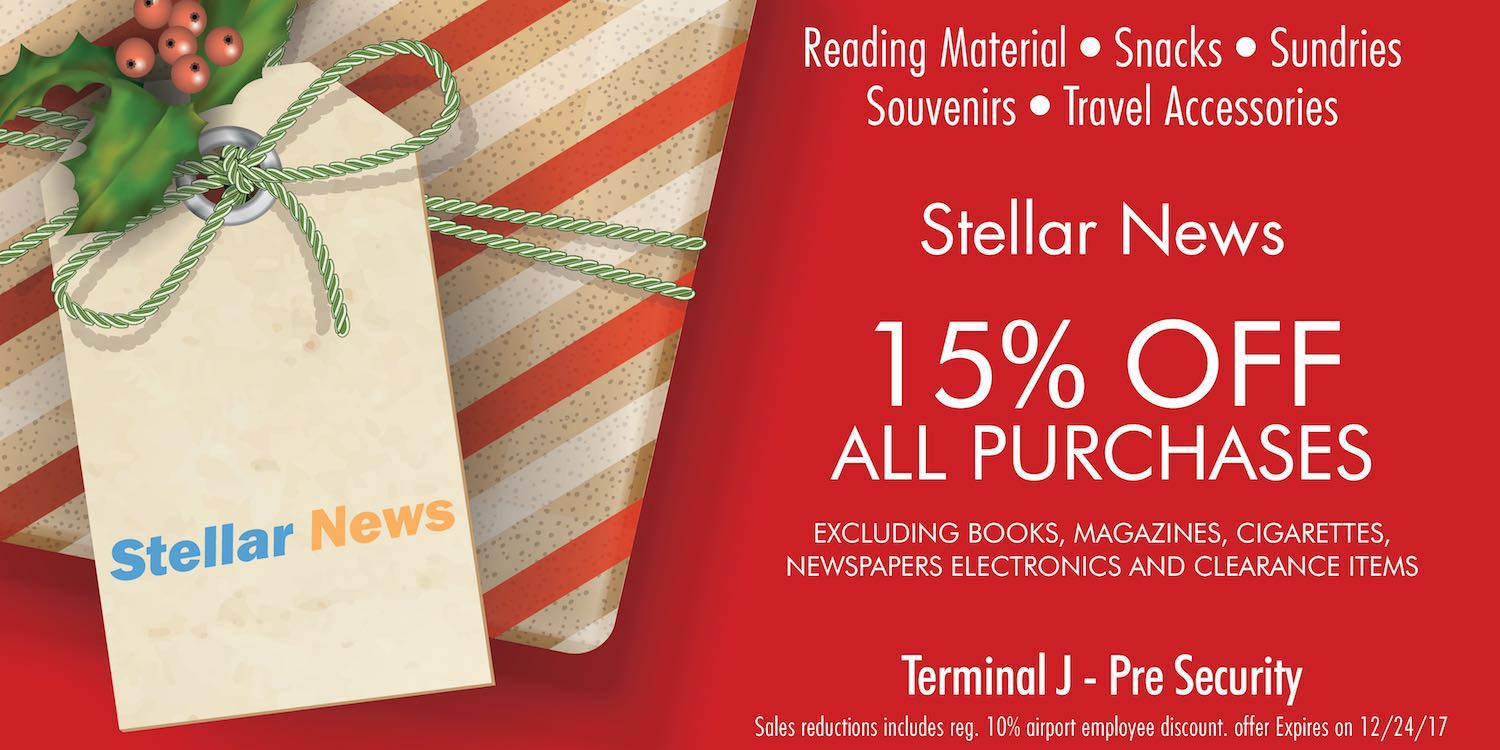 Reading Material • Snacks • Sundries
Souvenirs • Travel Accessories
Stellar News
15% OFF
ALL PURCHASES
EXCLUDING BOOKS, MAGAZINES, CIGARETTES,
NEWSPAPERS ELECTRONICS AND CLEARANCE ITEMS
Terminal J - Pre Security
Sales reductions includes reg. 10% airport employee discount. offer Expires on 12/24/17
Stellar News